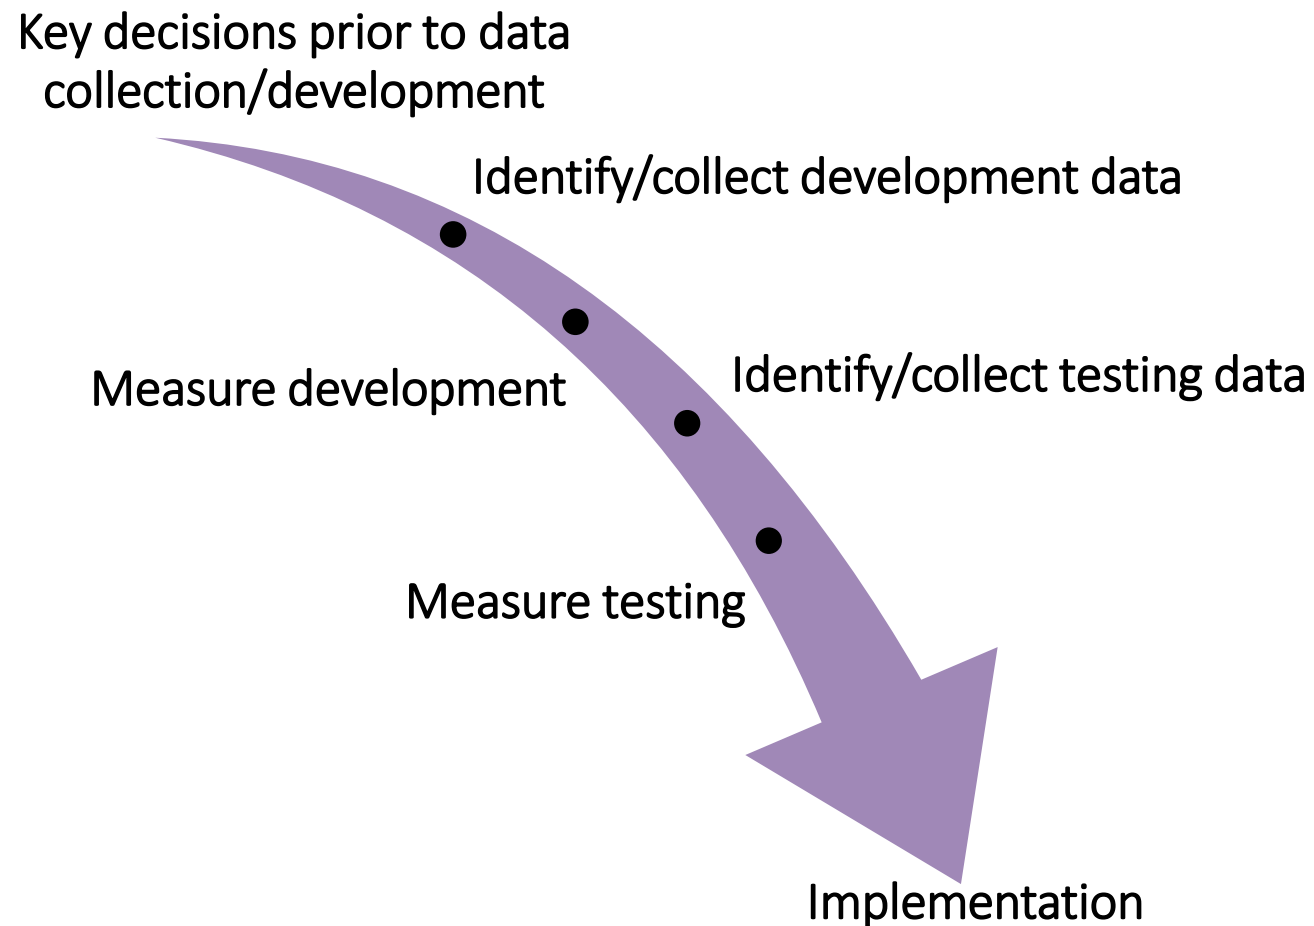 Key decisions prior to data
collection/development
Identify/collect development data
Measure development
Identify/collect testing data
Measure testing
Implementation